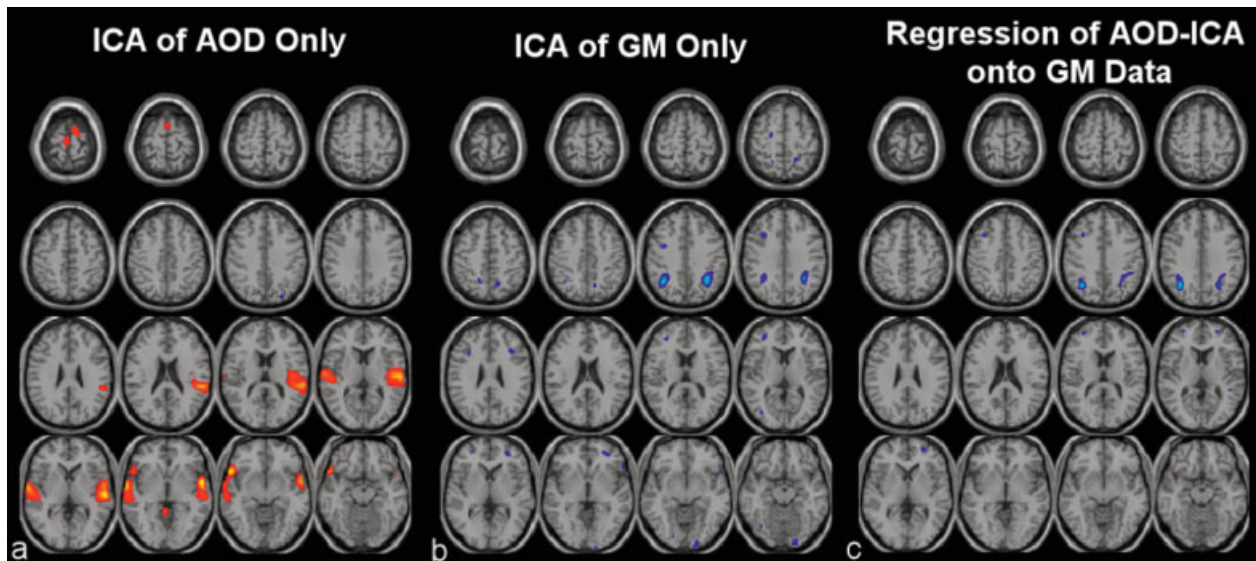 ICA of AOD Only
ICA of GM Only
Regression of AOD-ICA
onto GM Data
a
b
c